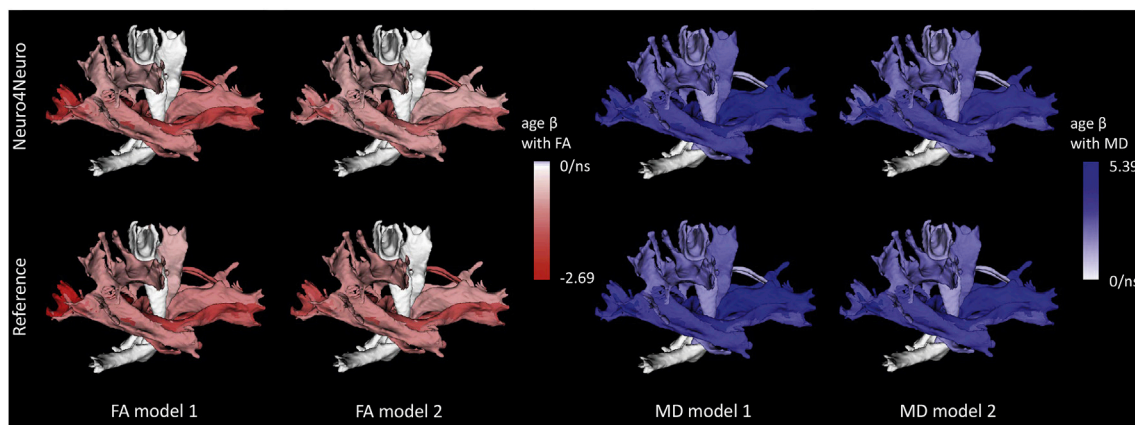 Neuro4Neuro
Reference
age β
with FA
0/ns
-2.69
age β
with MD
5.39
0/ns
FA model 1
FA model 2
MD model 1
MD model 2